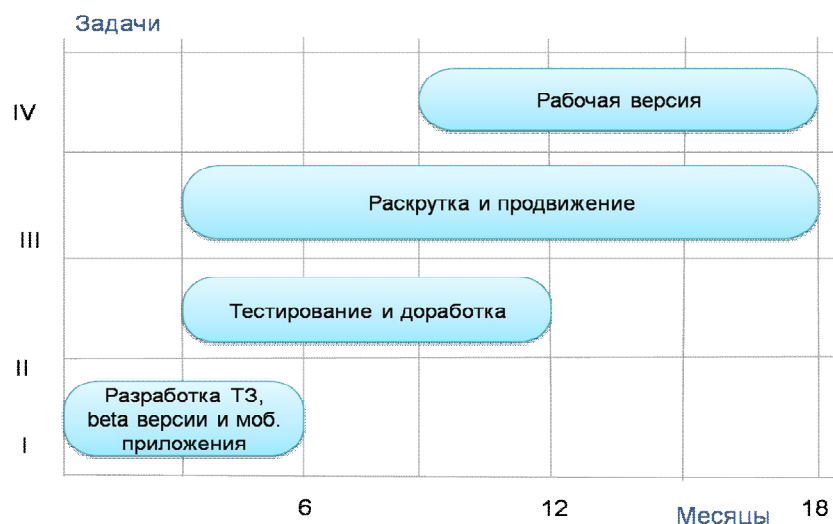 Задачи
IV
Рабочая версия
Раскрутка и продвижение
III
Тестирование и доработка
II
Разработка ТЗ,
beta версии и моб.
приложения
I
6
12
18
Месяцы